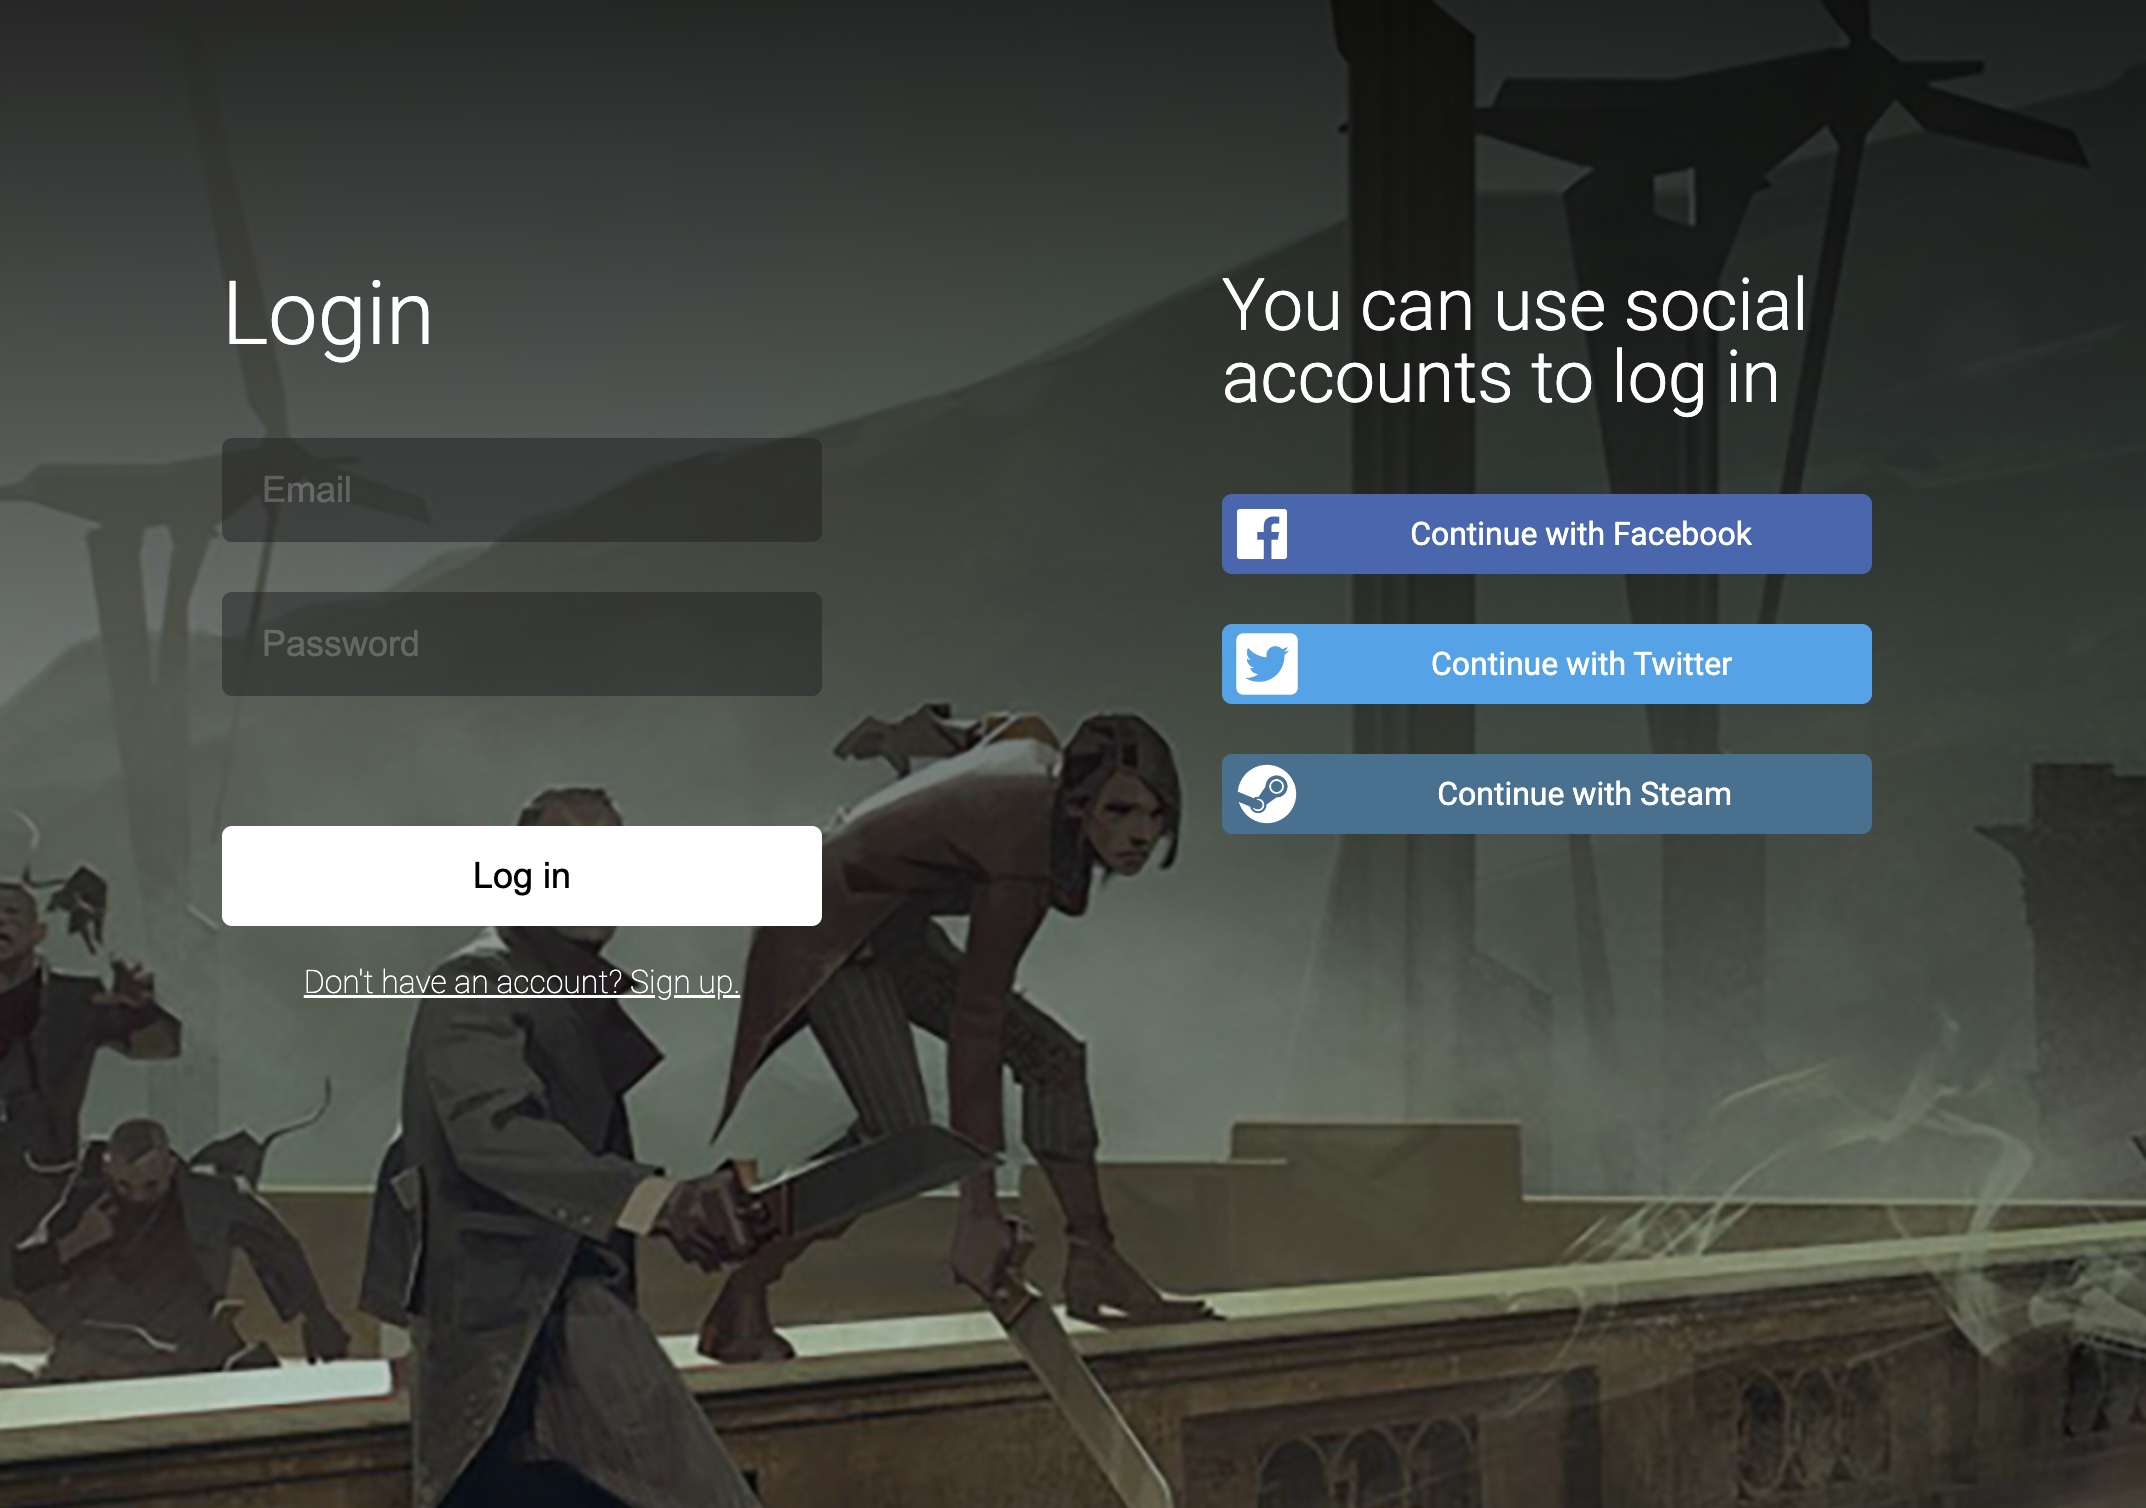 Login
Email
Password
Log in
Don't have an account? Sign up.
You can use social
accounts to log in
Continue with Facebook
Continue with Twitter
Continue with Steam